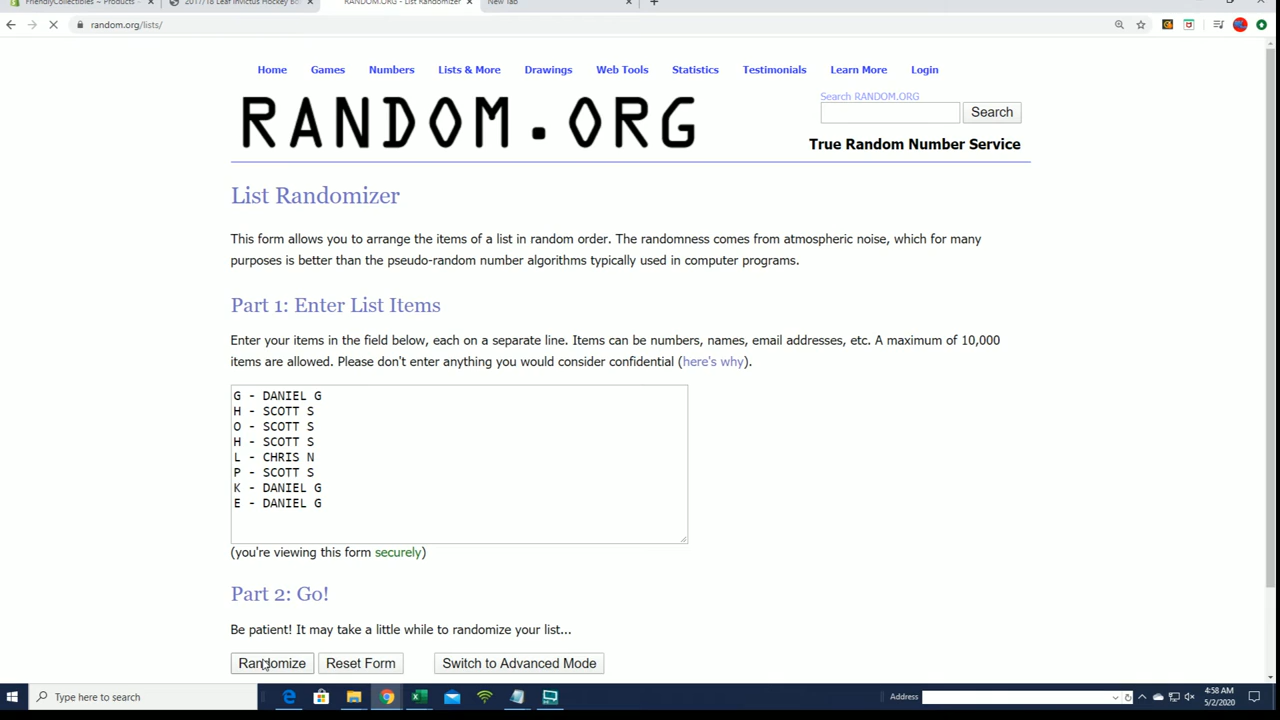 FriendlyCollectibles ~ Products
2017/18 Leaf Invictus Hockey Bo
RANDOM.ORG - List Randomizer
New Tab
random.org/lists/
Home Games Numbers Lists & More Drawings Web Tools Statistics Testimonials Learn More Login
RANDOM.ORG
Search RANDOM.ORG
Search
True Random Number Service
List Randomizer
This form allows you to arrange the items of a list in random order. The randomness comes from atmospheric noise, which for many
purposes is better than the pseudo-random number algorithms typically used in computer programs.
Part 1: Enter List Items
Enter your items in the field below, each on a separate line. Items can be numbers, names, email addresses, etc. A maximum of 10,000
items are allowed. Please don't enter anything you would consider confidential (here's why).
G - DANIEL G
H - SCOTT S
O - SCOTT S
H - SCOTT S
L - CHRIS N
P - SCOTT S
K - DANIEL G
E - DANIEL G
(you're viewing this form securely)
Part 2: Go!
Be patient! It may take a little while to randomize your list...
Randomize Reset Form Switch to Advanced Mode
Type here to search
Address
4:58 AM
5/2/2020